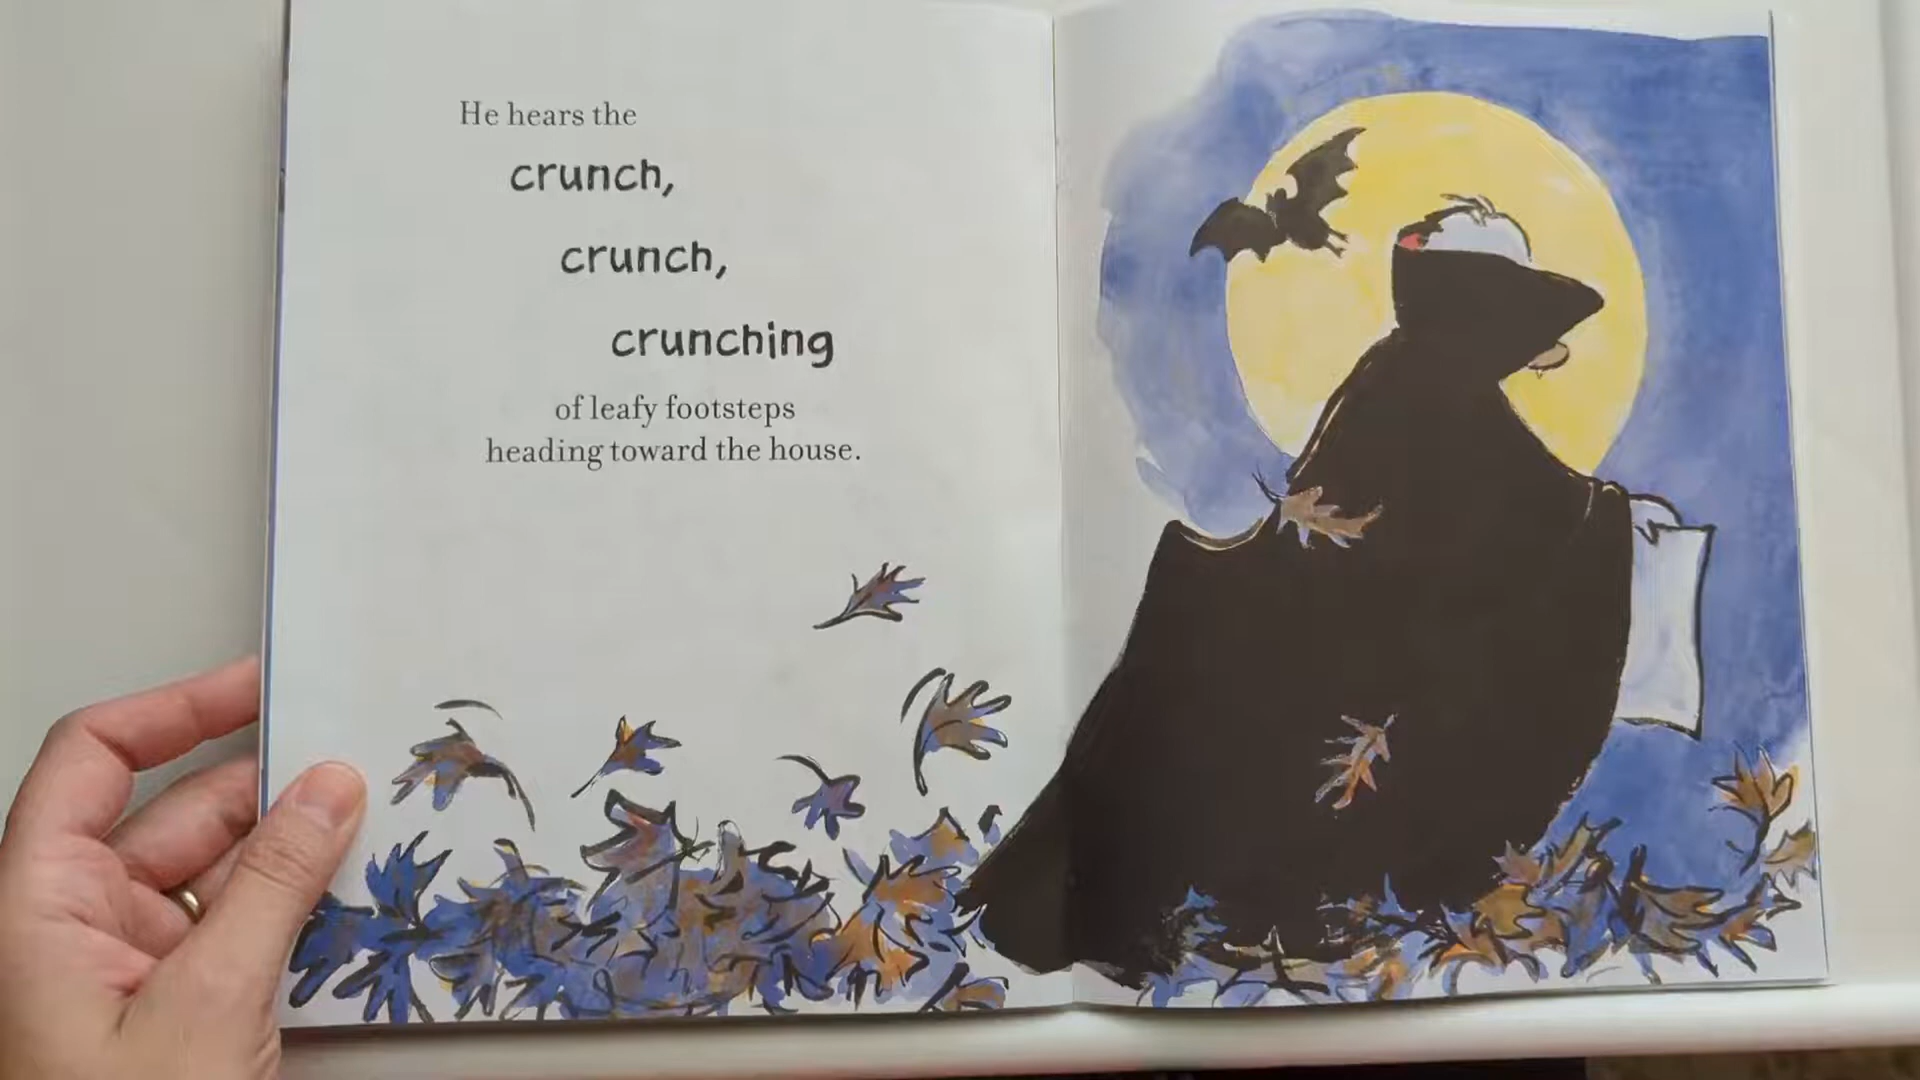 He hears the
crunch,
crunch,
crunching
of leafy footsteps
heading toward the house.